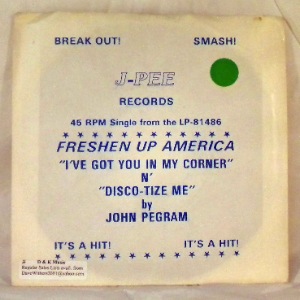 BREAK OUT! SMASH!
J-PEE
RECORDS
45 RPM Single from the LP-81486
FRESHEN UP AMERICA
"I'VE GOT YOU IN MY CORNER"
N'
"DISCO-TIZE ME"
by
JOHN PEGRAM
IT'S A HIT! IT'S A HIT!